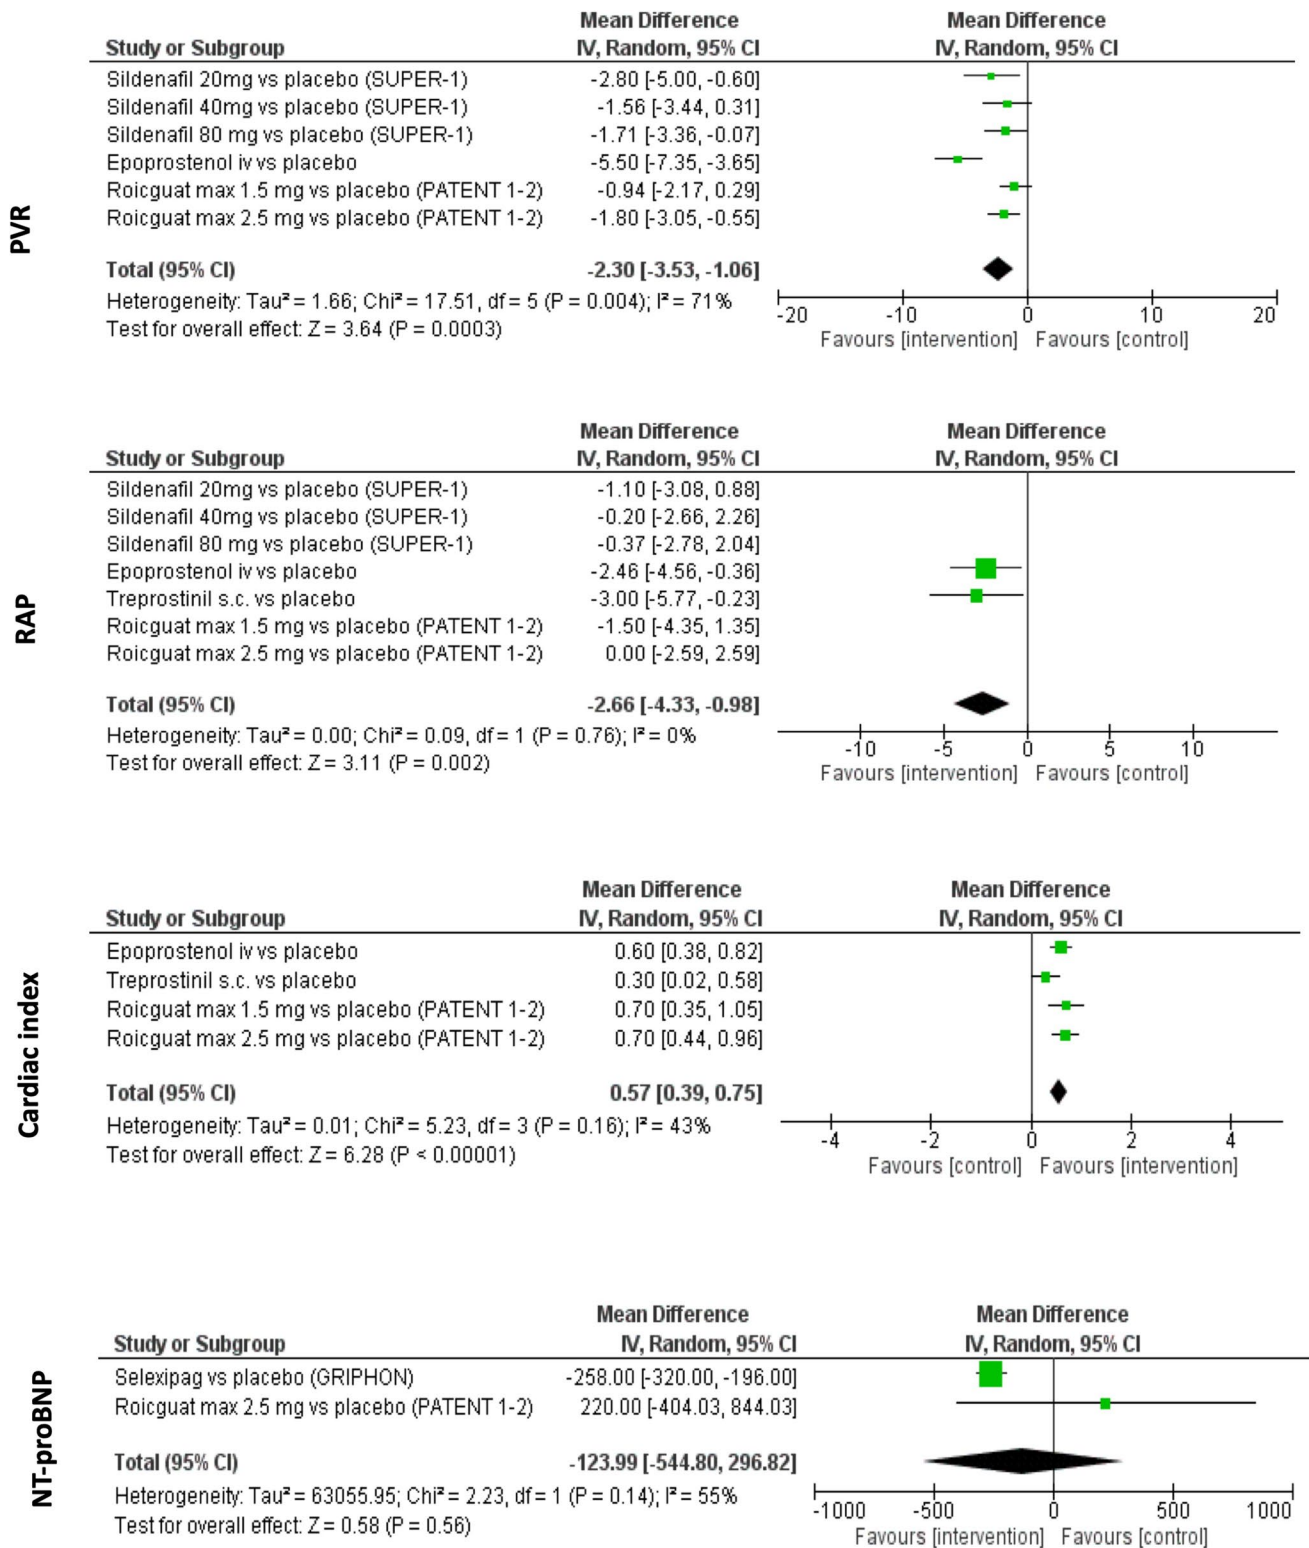 PVR
Mean Difference Mean Difference
Study or Subgroup IV, Random, 95% CI IV, Random, 95% CI
Sildenafil 20mg vs placebo (SUPER-1) -2.80 [-5.00, -0.60]
Sildenafil 40mg vs placebo (SUPER-1) -1.56 [-3.44, 0.31]
Sildenafil 80 mg vs placebo (SUPER-1) -1.71 [-3.36, -0.07]
Epoprostenol iv vs placebo -5.50 [-7.35, -3.65]
Roicguat max 1.5 mg vs placebo (PATENT 1-2) -0.94 [-2.17, 0.29]
Roicguat max 2.5 mg vs placebo (PATENT 1-2) -1.80 [-3.05, -0.55]
Total (95% CI) -2.30 [-3.53, -1.06]
Heterogeneity: Tau² = 1.66; Chi² = 17.51, df = 5 (P = 0.004); I² = 71%
Test for overall effect: Z = 3.64 (P = 0.0003)
-20 -10 0 10 20
Favours [intervention] Favours [control]
RAP
Mean Difference Mean Difference
Study or Subgroup IV, Random, 95% CI IV, Random, 95% CI
Sildenafil 20mg vs placebo (SUPER-1) -1.10 [-3.08, 0.88]
Sildenafil 40mg vs placebo (SUPER-1) -0.20 [-2.66, 2.26]
Sildenafil 80 mg vs placebo (SUPER-1) -0.37 [-2.78, 2.04]
Epoprostenol iv vs placebo -2.46 [-4.56, -0.36]
Treprostinil s.c. vs placebo -3.00 [-5.77, -0.23]
Roicguat max 1.5 mg vs placebo (PATENT 1-2) -1.50 [-4.35, 1.35]
Roicguat max 2.5 mg vs placebo (PATENT 1-2) 0.00 [-2.59, 2.59]
Total (95% CI) -2.66 [-4.33, -0.98]
Heterogeneity: Tau² = 0.00; Chi² = 0.09, df = 1 (P = 0.76); I² = 0%
Test for overall effect: Z = 3.11 (P = 0.002)
-10 -5 0 5 10
Favours [intervention] Favours [control]
Cardiac index
Mean Difference Mean Difference
Study or Subgroup IV, Random, 95% CI IV, Random, 95% CI
Epoprostenol iv vs placebo 0.60 [0.38, 0.82]
Treprostinil s.c. vs placebo 0.30 [0.02, 0.58]
Roicguat max 1.5 mg vs placebo (PATENT 1-2) 0.70 [0.35, 1.05]
Roicguat max 2.5 mg vs placebo (PATENT 1-2) 0.70 [0.44, 0.96]
Total (95% CI) 0.57 [0.39, 0.75]
Heterogeneity: Tau² = 0.01; Chi² = 5.23, df = 3 (P = 0.16); I² = 43%
Test for overall effect: Z = 6.28 (P < 0.00001)
-4 -2 0 2 4
Favours [control] Favours [intervention]
NT-proBNP
Mean Difference Mean Difference
Study or Subgroup IV, Random, 95% CI IV, Random, 95% CI
Selexipag vs placebo (GRIPHON) -258.00 [-320.00, -196.00]
Roicguat max 2.5 mg vs placebo (PATENT 1-2) 220.00 [-404.03, 844.03]
Total (95% CI) -123.99 [-544.80, 296.82]
Heterogeneity: Tau² = 63055.95; Chi² = 2.23, df = 1 (P = 0.14); I² = 55%
Test for overall effect: Z = 0.58 (P = 0.56)
-1000 -500 0 500 1000
Favours [intervention] Favours [control]